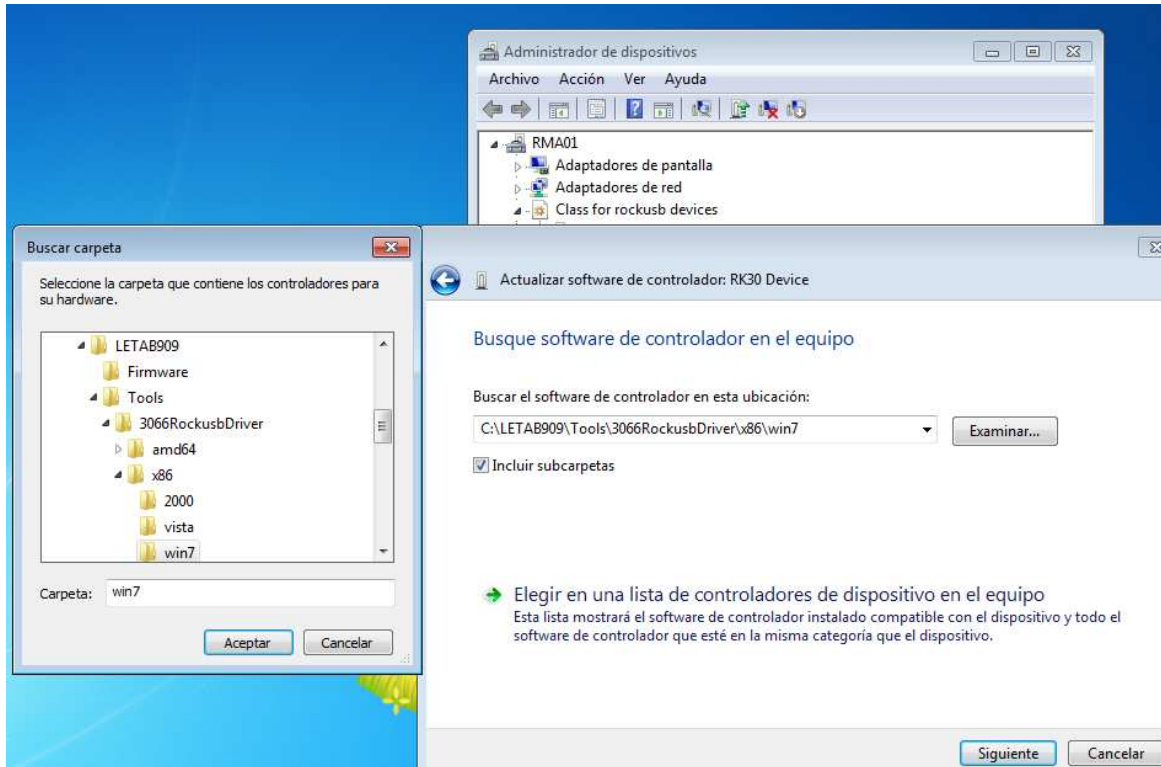 Administrador de dispositivos
Archivo Acción Ver Ayuda
RMA01
Adaptadores de pantalla
Adaptadores de red
Class for rockusb devices
Buscar carpeta
Seleccione la carpeta que contiene los controladores para
su hardware.
LETAB909
Firmware
Tools
3066RockusbDriver
amd64
x86
2000
vista
win7
Carpeta: win7
Aceptar Cancelar
Actualizar software de controlador: RK30 Device
Busque software de controlador en el equipo
Buscar el software de controlador en esta ubicación:
C:\LETAB909\Tools\3066RockusbDriver\x86\win7
Examinar...
Incluir subcarpetas
Elegir en una lista de controladores de dispositivo en el equipo
Esta lista mostrará el software de controlador instalado compatible con el dispositivo y todo el
software de controlador que esté en la misma categoría que el dispositivo.
Siguiente Cancelar